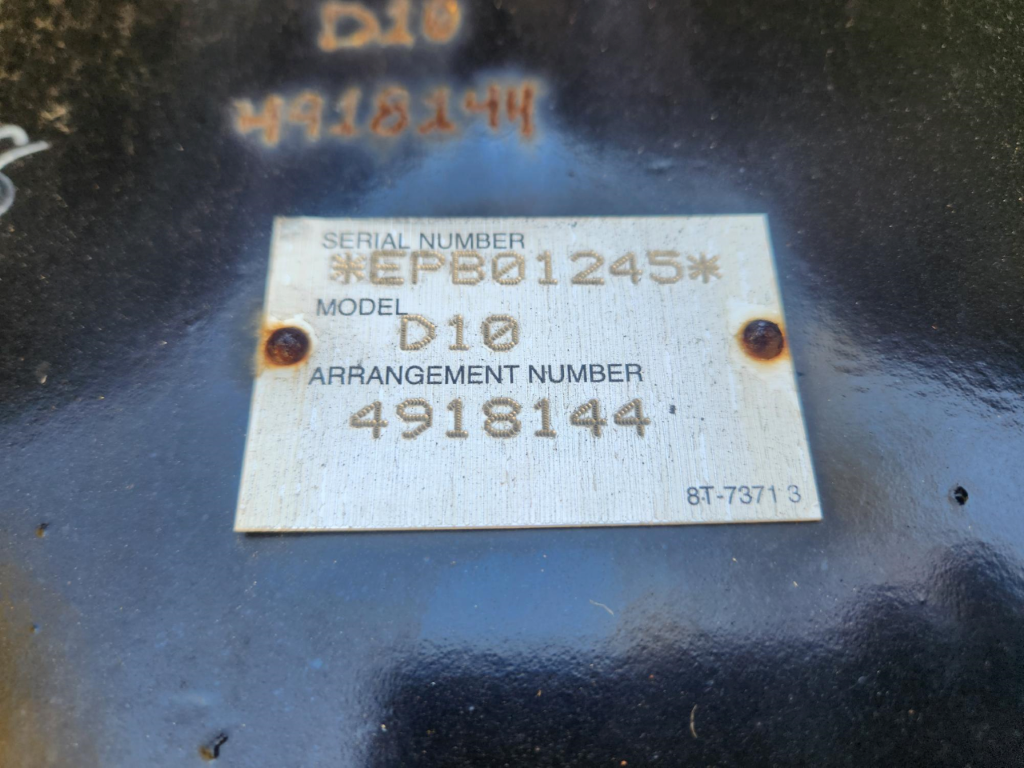 D10
4918144
SERIAL NUMBER
*EPB01245*
MODEL
D10
ARRANGEMENT NUMBER
4918144
8T-7371 3